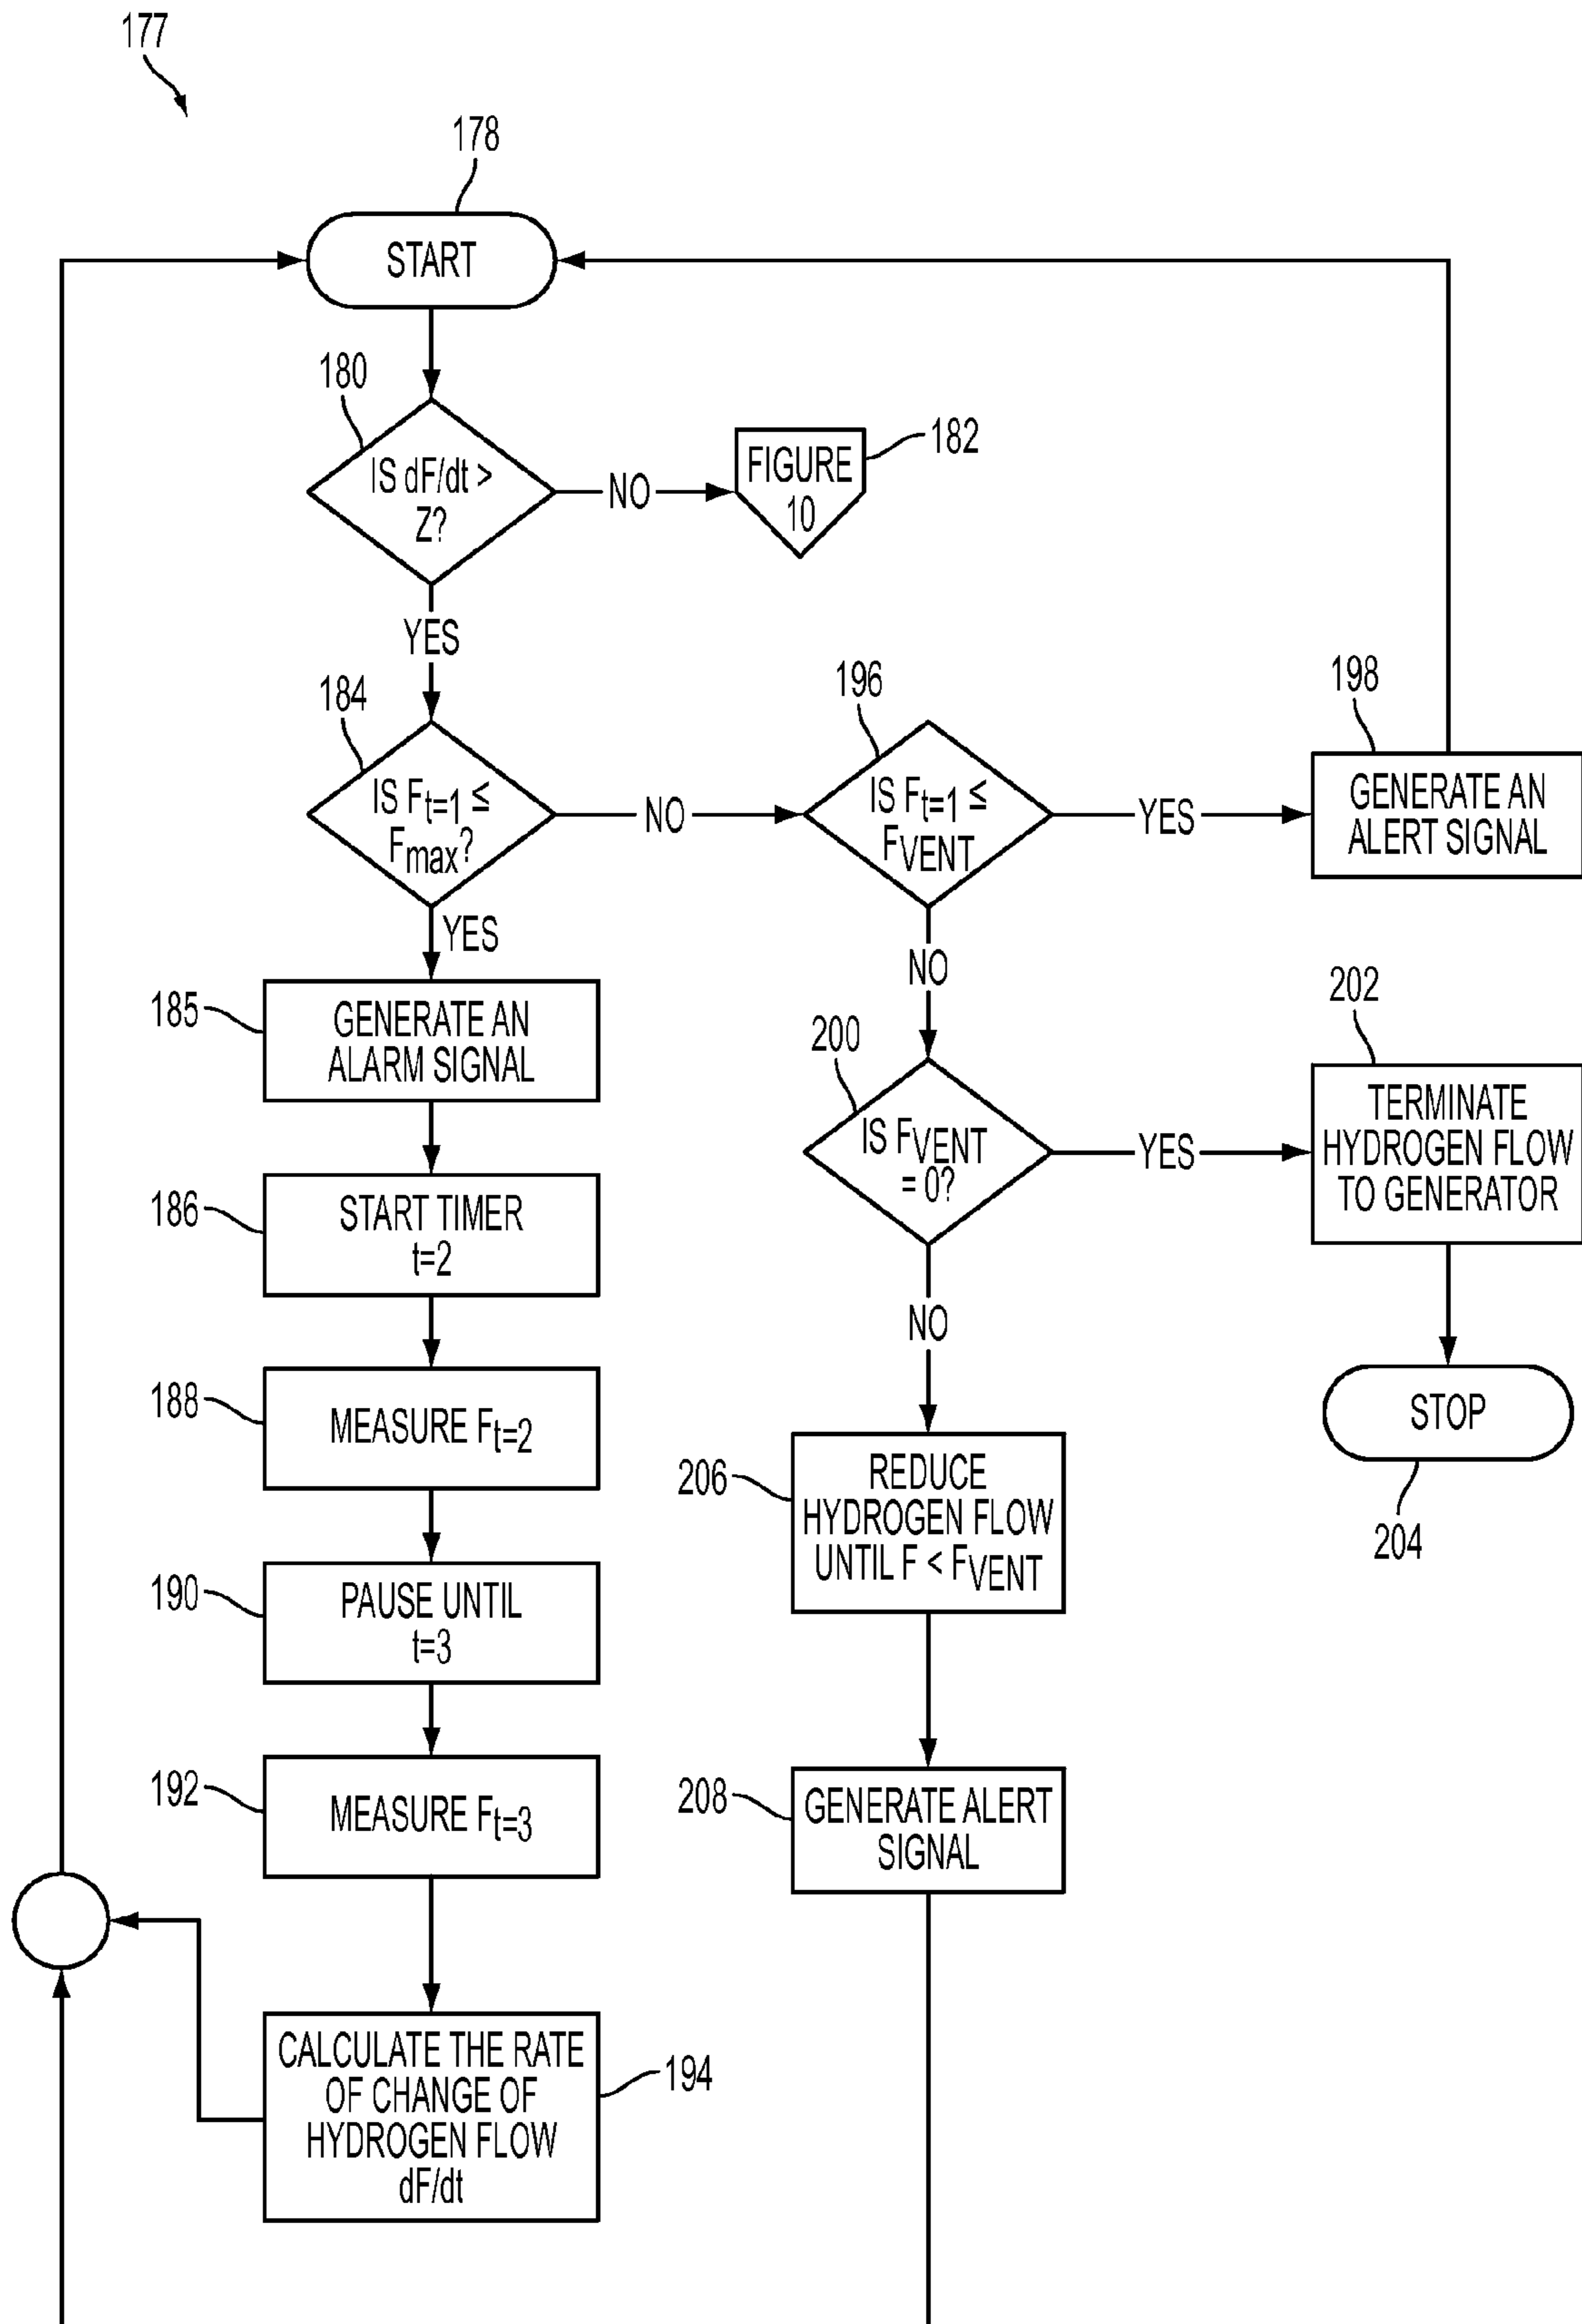 177
178
START
180
IS dF/dt >
Z?
NO
FIGURE
10
182
YES
184
IS Ft=1 ≤
Fmax?
NO
196
IS Ft=1 ≤
FVENT
YES
198
GENERATE AN
ALERT SIGNAL
YES
185
GENERATE AN
ALARM SIGNAL
NO
200
IS FVENT
= 0?
YES
202
TERMINATE
HYDROGEN FLOW
TO GENERATOR
186
START TIMER
t=2
NO
188
MEASURE Ft=2
STOP
204
206
REDUCE
HYDROGEN FLOW
UNTIL F < FVENT
190
PAUSE UNTIL
t=3
192
MEASURE Ft=3
208
GENERATE ALERT
SIGNAL
CALCULATE THE RATE
OF CHANGE OF
HYDROGEN FLOW
dF/dt
194